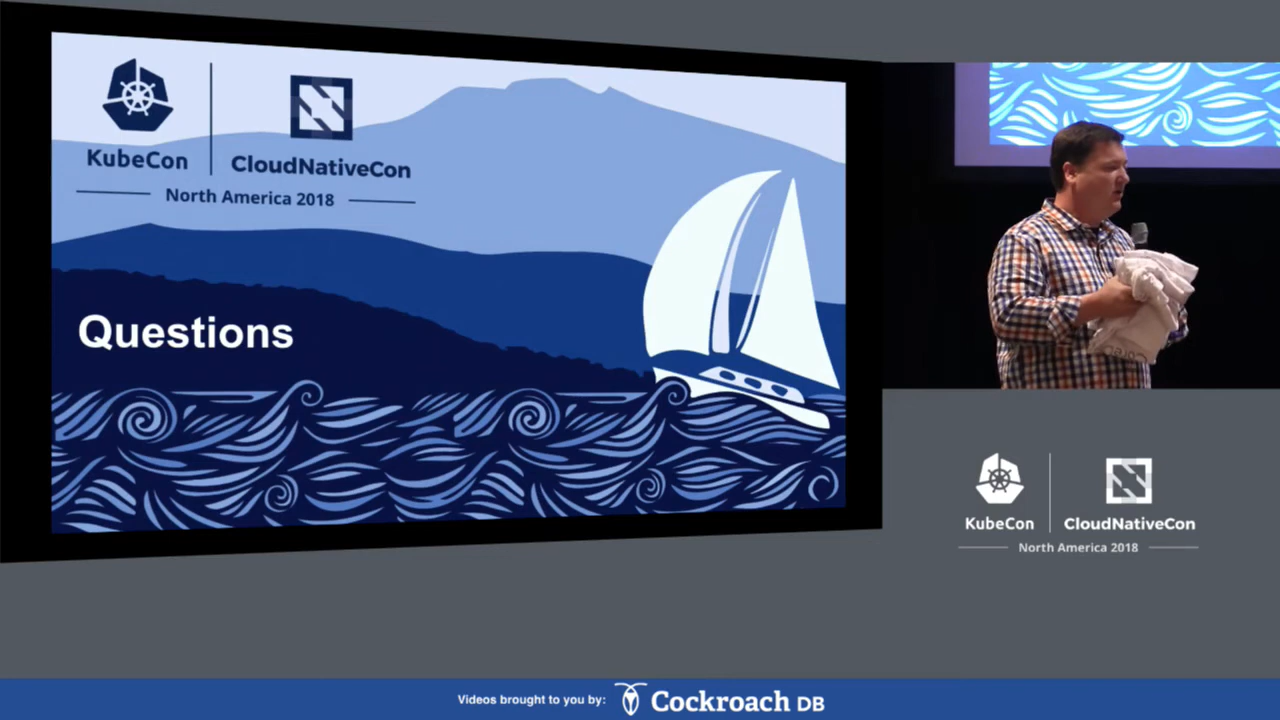 KubeCon
CloudNativeCon
North America 2018
Questions
KubeCon
CloudNativeCon
North America 2018
Videos brought to you by:
Cockroach DB